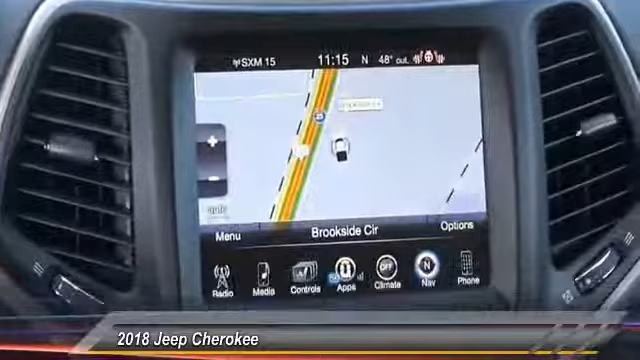 SXM 15 11:15 N 48° out.
auto
Menu Brookside Cir Options
OFF N
Radio Media Controls Apps Climate Nav Phone
2018 Jeep Cherokee